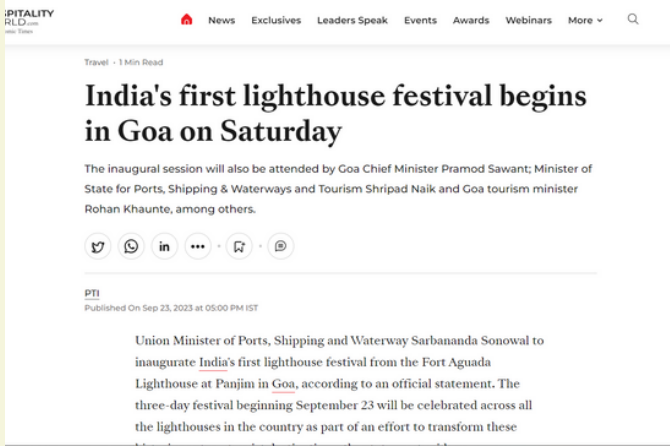 SPITALITY
RLD.com
omic Times
News Exclusives Leaders Speak Events Awards Webinars More
Travel • 1 Min Read
India's first lighthouse festival begins
in Goa on Saturday
The inaugural session will also be attended by Goa Chief Minister Pramod Sawant; Minister of
State for Ports, Shipping & Waterways and Tourism Shripad Naik and Goa tourism minister
Rohan Khaunte, among others.
in
PTI
Published On Sep 23, 2023 at 05:00 PM IST
Union Minister of Ports, Shipping and Waterway Sarbananda Sonowal to
inaugurate India's first lighthouse festival from the Fort Aguada
Lighthouse at Panjim in Goa, according to an official statement. The
three-day festival beginning September 23 will be celebrated across all
the lighthouses in the country as part of an effort to transform these